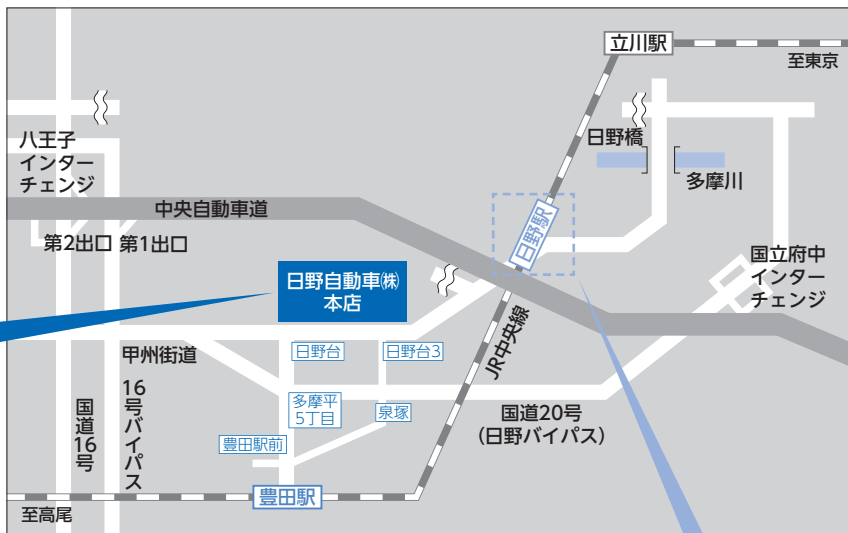 立川駅
至東京
日野橋
多摩川
八王子
インター
チェンジ
中央自動車道
日野駅
第2出口
第1出口
国立府中
インター
チェンジ
日野自動車㈱
本店
甲州街道
日野台
日野台3
JR中央線
16号バイパス
国道16号
多摩平
5丁目
泉塚
国道20号
(日野バイパス)
豊田駅前
豊田駅
至高尾